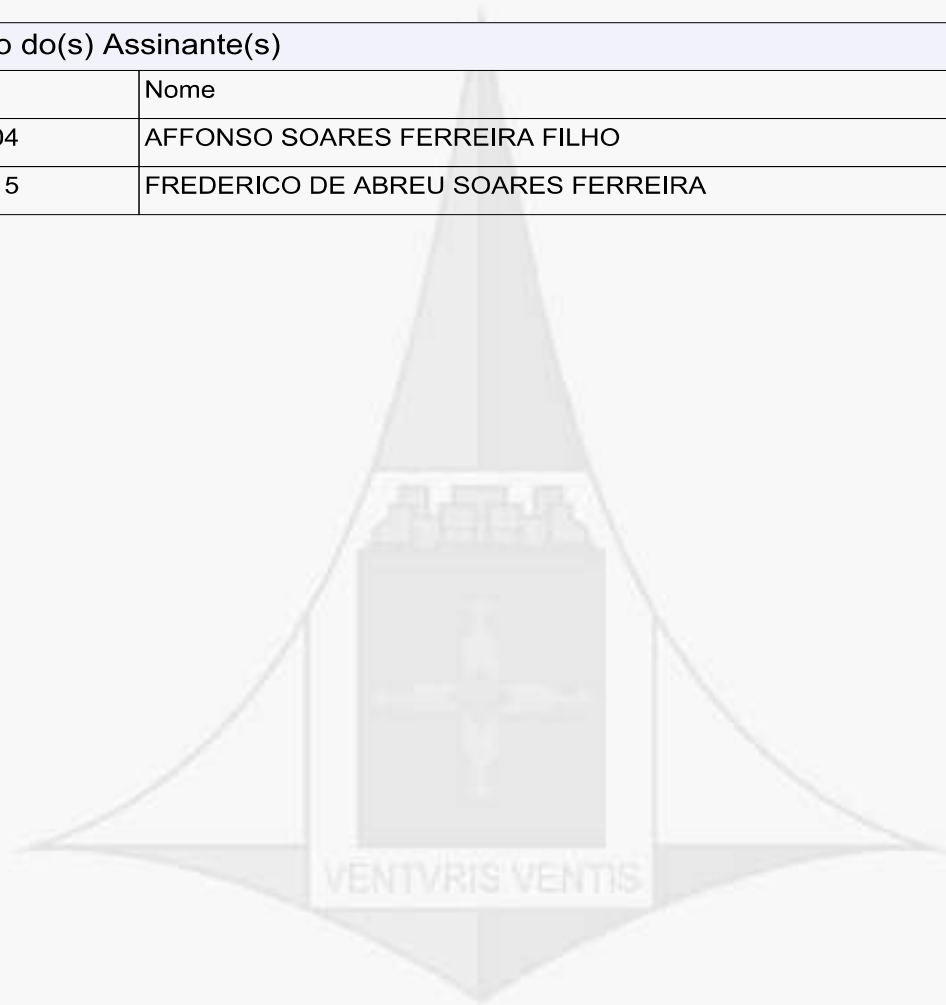 o do(s) Assinante(s)
Nome
04 AFFONSO SOARES FERREIRA FILHO
5 FREDERICO DE ABREU SOARES FERREIRA
VENTVRIS VENTIS